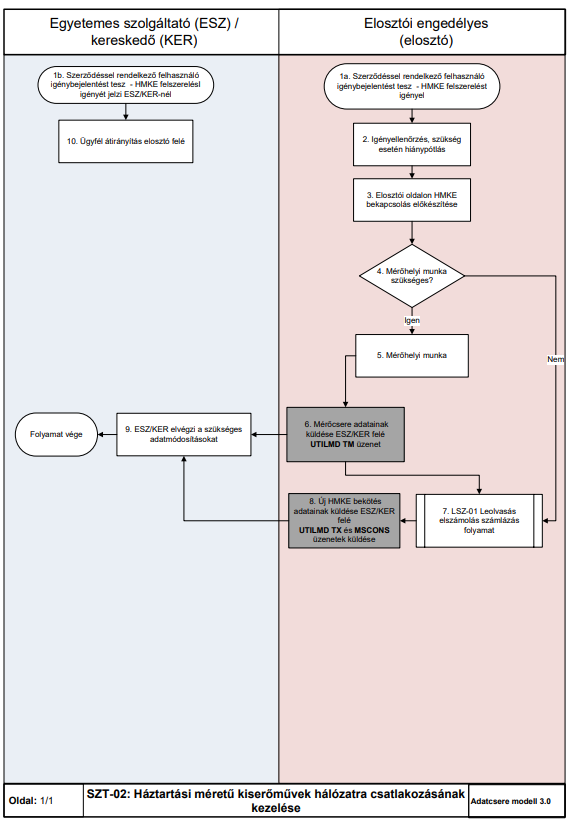 Egyetemes szolgáltató (ESZ) /
kereskedő (KER)
Elosztói engedélyes
(elosztó)
1b. Szerződéssel rendelkező felhasználó
igénybejelentést tesz - HMKE felszerelési
igényét jelzi ESZ/KER-nél
10. Ügyfél átirányítás elosztó felé
1a. Szerződéssel rendelkező felhasználó
igénybejelentést tesz - HMKE felszerelést
igényel
2. Igényellenőrzés, szükség
esetén hiánypótlás
3. Elosztói oldalon HMKE
bekapcsolás előkészítése
4. Mérőhelyi munka
szükséges?
Igen
Nem
5. Mérőhelyi munka
6. Mérőcsere adatainak
küldése ESZ/KER felé
UTILMD TM üzenet
9. ESZ/KER elvégzi a szükséges
adatmódosításokat
Folyamat vége
8. Új HMKE bekötés
adatainak küldése ESZ/KER
felé
UTILMD TX és MSCONS
üzenetek küldése
7. LSZ-01 Leolvasás
elszámolás számlázás
folyamat
Oldal: 1/1
SZT-02: Háztartási méretű kiserőművek hálózatra csatlakozásának
kezelése
Adatcsere modell 3.0